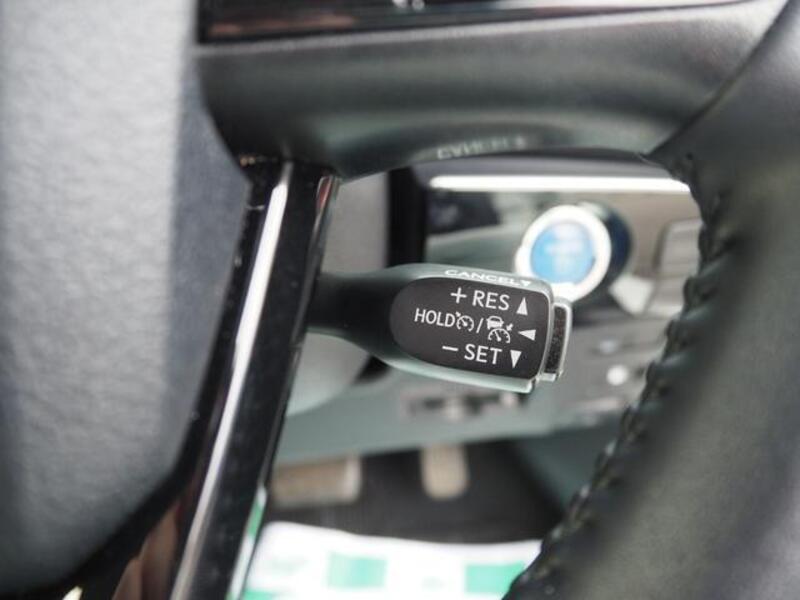 CANCEL▼
+ RES ▲
HOLD / ◀
− SET ▼